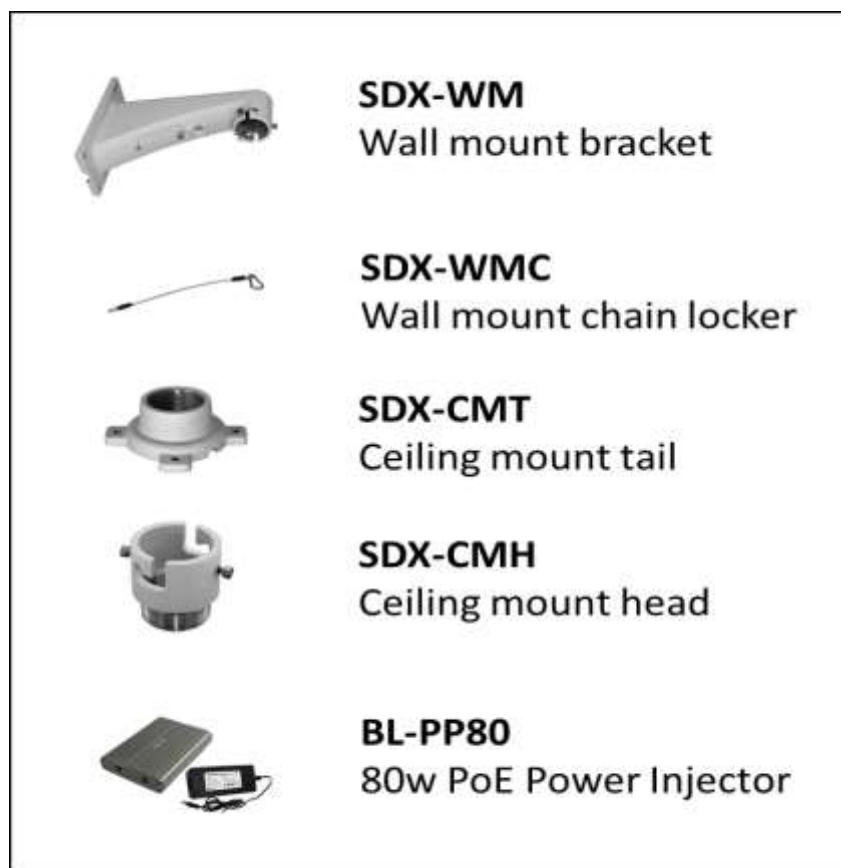 SDX-WM
Wall mount bracket
SDX-WMC
Wall mount chain locker
SDX-CMT
Ceiling mount tail
SDX-CMH
Ceiling mount head
BL-PP80
80w PoE Power Injector